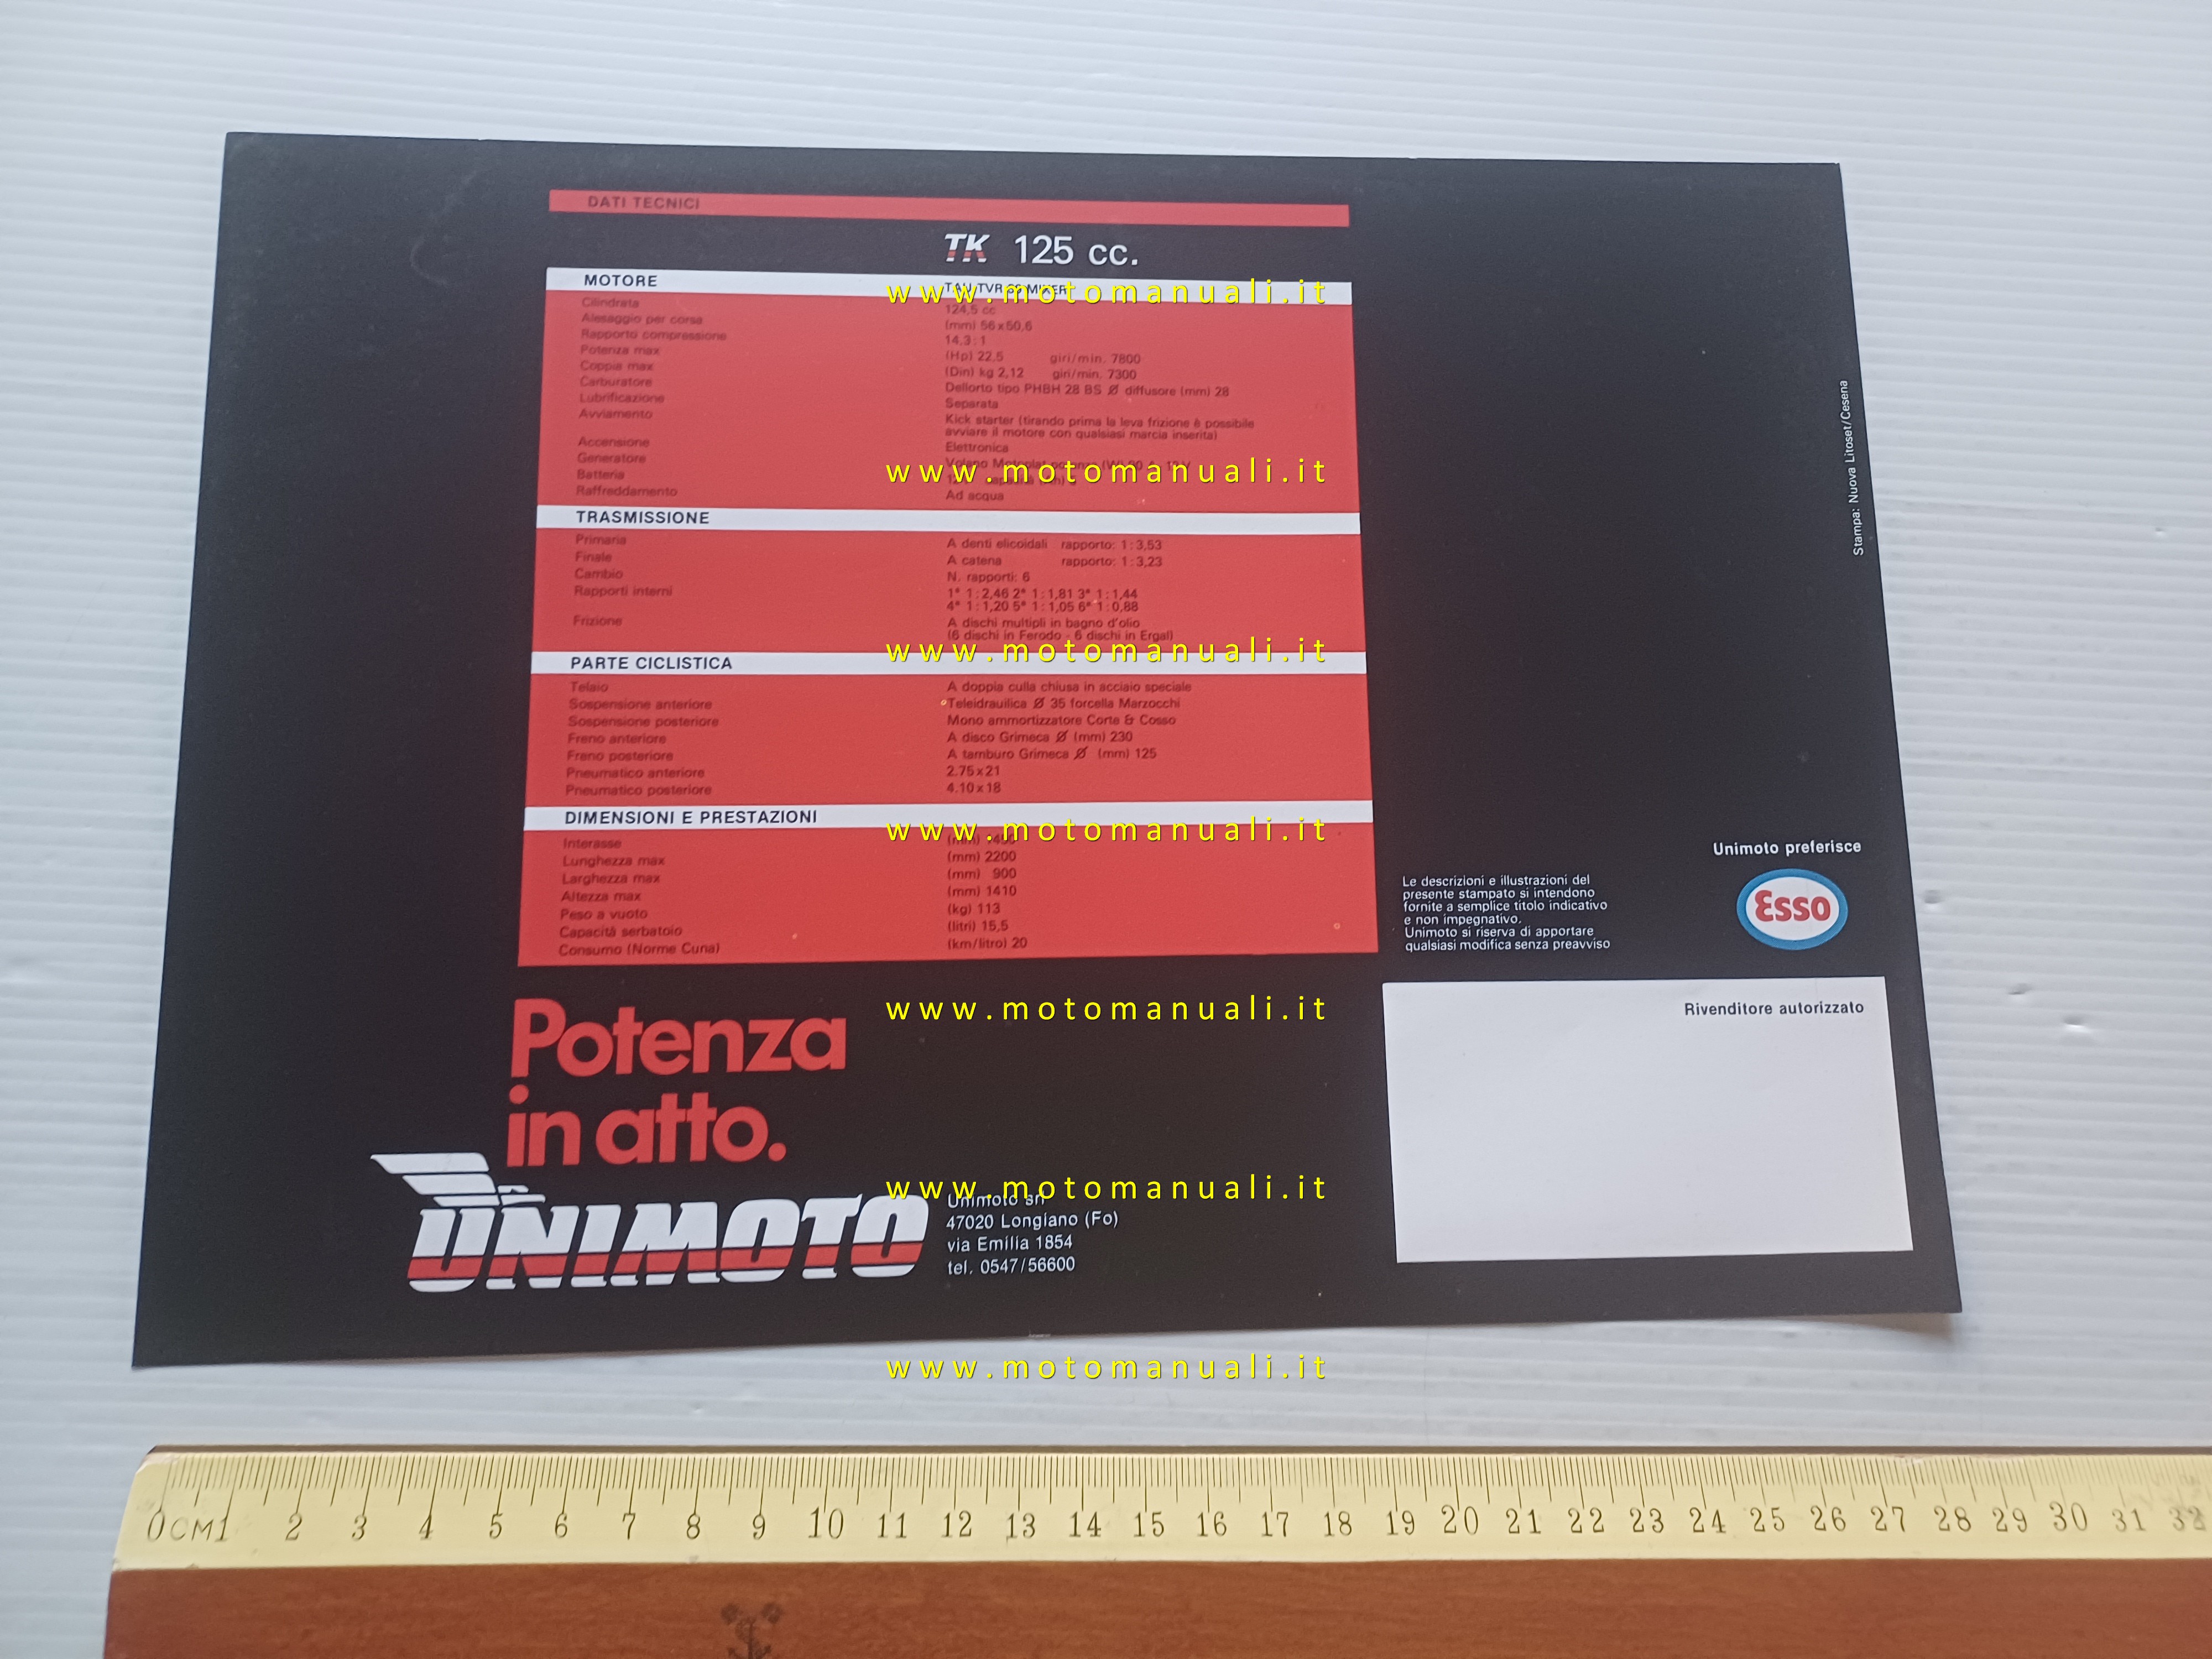 DATI TECNICI
TK 125 cc.
MOTORE TAU TVR MIXER
www.motomanuali.it
Cilindrata 124,5 cc
Alesaggio per corsa (mm) 56x50,6
Rapporto compressione 14,3:1
Potenza max (Hp) 22,5 giri/min. 7800
Coppia max (Din) kg 2,12 giri/min. 7300
Carburatore Dellorto tipo PHBH 28 BS Ø diffusore (mm) 28
Lubrificazione Separata
Avviamento Kick starter (tirando prima la leva frizione è possibile
avviare il motore con qualsiasi marcia inserita)
Accensione Elettronica
Generatore Volano
www.motomanuali.it
Batteria
Raffreddamento Ad acqua
TRASMISSIONE
Primaria A denti elicoidali rapporto: 1:3,53
Finale A catena rapporto: 1:3,23
Cambio N. rapporti: 6
Rapporti interni 1ª 1:2,46 2ª 1:1,81 3ª 1:1,44
4ª 1:1,20 5ª 1:1,05 6ª 1:0,88
Frizione A dischi multipli in bagno d'olio
(6 dischi in Ferodo - 6 dischi in Ergal)
www.motomanuali.it
PARTE CICLISTICA
Telaio A doppia culla chiusa in acciaio speciale
Sospensione anteriore Teleidrauilica Ø 35 forcella Marzocchi
Sospensione posteriore Mono ammortizzatore Corte & Cosso
Freno anteriore A disco Grimeca Ø (mm) 230
Freno posteriore A tamburo Grimeca Ø (mm) 125
Pneumatico anteriore 2.75x21
Pneumatico posteriore 4.10x18
DIMENSIONI E PRESTAZIONI
www.motomanuali.it
Interasse (mm)
Lunghezza max (mm) 2200
Larghezza max (mm) 900
Altezza max (mm) 1410
Peso a vuoto (kg) 113
Capacità serbatoio (litri) 15,5
Consumo (Norme Cuna) (km/litro) 20
Stampa: Nuova Litoset/Cesena
Unimoto preferisce
Esso
Le descrizioni e illustrazioni del
presente stampato si intendono
fornite a semplice titolo indicativo
e non impegnativo.
Unimoto si riserva di apportare
qualsiasi modifica senza preavviso
Rivenditore autorizzato
www.motomanuali.it
Potenza
in atto.
UNIMOTO
www.motomanuali.it
Unimoto srl
47020 Longiano (Fo)
via Emilia 1854
tel. 0547/56600
www.motomanuali.it
0 CM 1 2 3 4 5 6 7 8 9 10 11 12 13 14 15 16 17 18 19 20 21 22 23 24 25 26 27 28 29 30 31 32